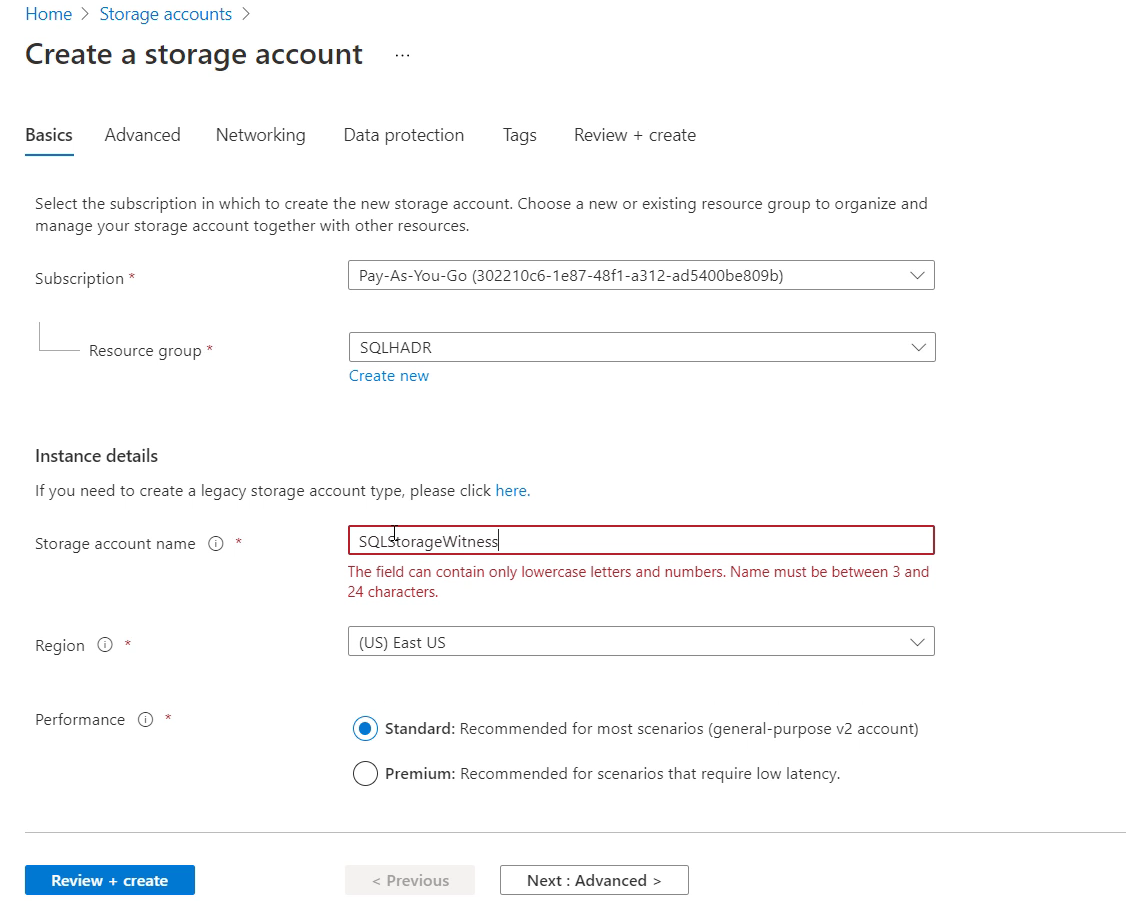 Home > Storage accounts >
Create a storage account ...
Basics Advanced Networking Data protection Tags Review + create
Select the subscription in which to create the new storage account. Choose a new or existing resource group to organize and
manage your storage account together with other resources.
Subscription * Pay-As-You-Go (302210c6-1e87-48f1-a312-ad5400be809b)
Resource group * SQLHADR
Create new
Instance details
If you need to create a legacy storage account type, please click here.
Storage account name * SQLStorageWitness
The field can contain only lowercase letters and numbers. Name must be between 3 and
24 characters.
Region * (US) East US
Performance * Standard: Recommended for most scenarios (general-purpose v2 account)
Premium: Recommended for scenarios that require low latency.
Review + create < Previous Next : Advanced >